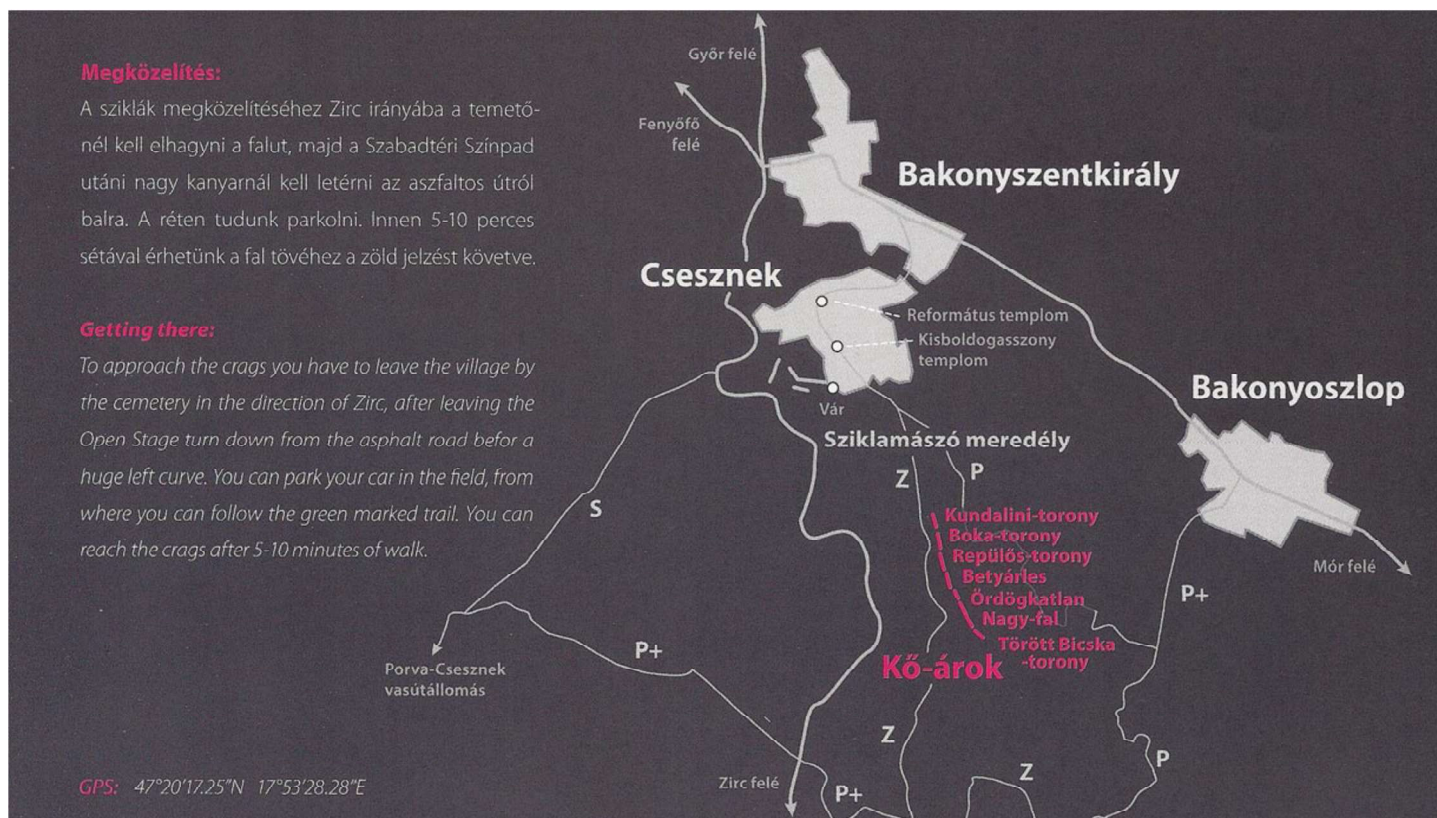 Megközelítés:
A sziklák megközelítéséhez Zirc irányába a temető-
nél kell elhagyni a falut, majd a Szabadtéri Színpad
utáni nagy kanyarnál kell letérni az aszfaltos útról
balra. A réten tudunk parkolni. Innen 5-10 perces
sétával érhetünk a fal tövéhez a zöld jelzést követve.
Getting there:
To approach the crags you have to leave the village by
the cemetery in the direction of Zirc, after leaving the
Open Stage turn down from the asphalt road befor a
huge left curve. You can park your car in the field, from
where you can follow the green marked trail. You can
reach the crags after 5-10 minutes of walk.
GPS: 47°20'17.25"N 17°53'28.28"E
Győr felé
Fenyőfő
felé
Bakonyszentkirály
Csesznek
Református templom
Kisboldogasszony
templom
Vár
Bakonyoszlop
Sziklamászó meredély
Z
P
S
Kundalini-torony
Boka-torony
Repülős-torony
Betyárles
Ördögkatlan
Nagy-fal
Törött Bicska
-torony
Kő-árok
Mór felé
P+
P+
Porva-Csesznek
vasútállomás
Z
Z
P
Zirc felé
P+